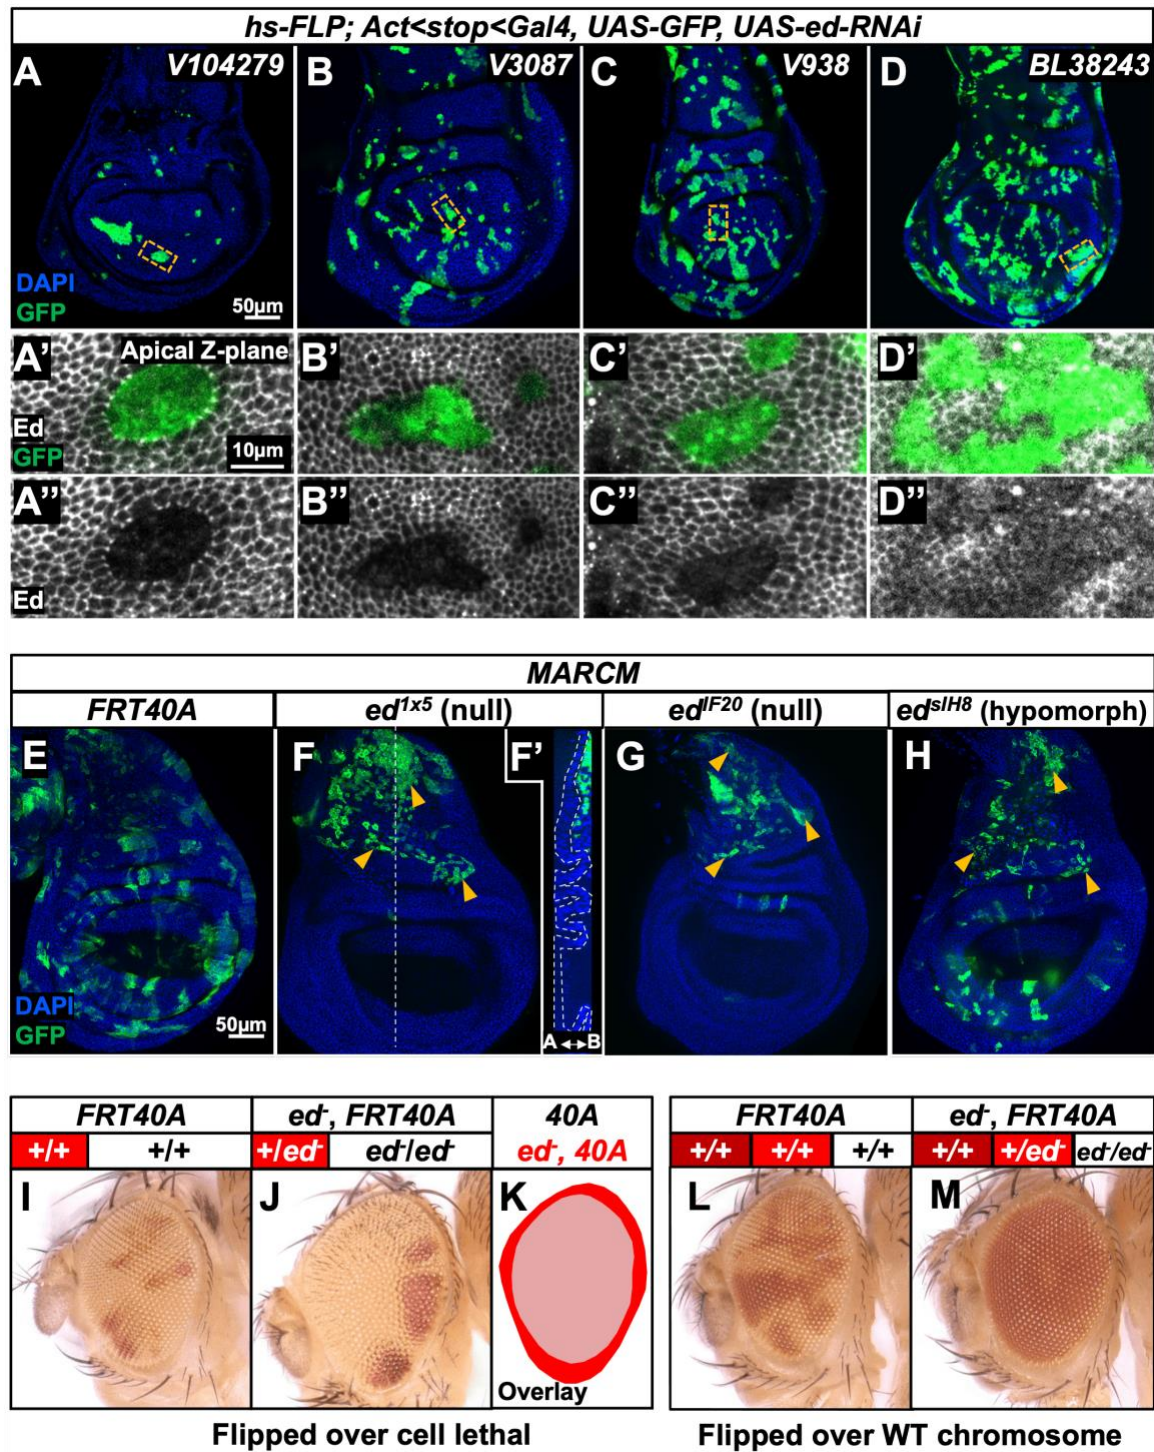 hs-FLP; Act<stop<Gal4, UAS-GFP, UAS-ed-RNAi
A V104279 B V3087 C V938 D BL38243
DAPI
GFP 50µm
A' Apical Z-plane B' C' D'
Ed
GFP 10µm
A'' B'' C'' D''
Ed
MARCM
FRT40A ed1x5 (null) edlF20 (null) edslH8 (hypomorph)
E F F' G H
DAPI
GFP 50µm A B
FRT40A ed-, FRT40A 40A FRT40A ed-, FRT40A
+/+ +/+ +/ed- ed-/ed- ed-, 40A +/+ +/+ +/+ +/+ +/ed- ed-/ed-
I J K L M
Overlay
Flipped over cell lethal Flipped over WT chromosome